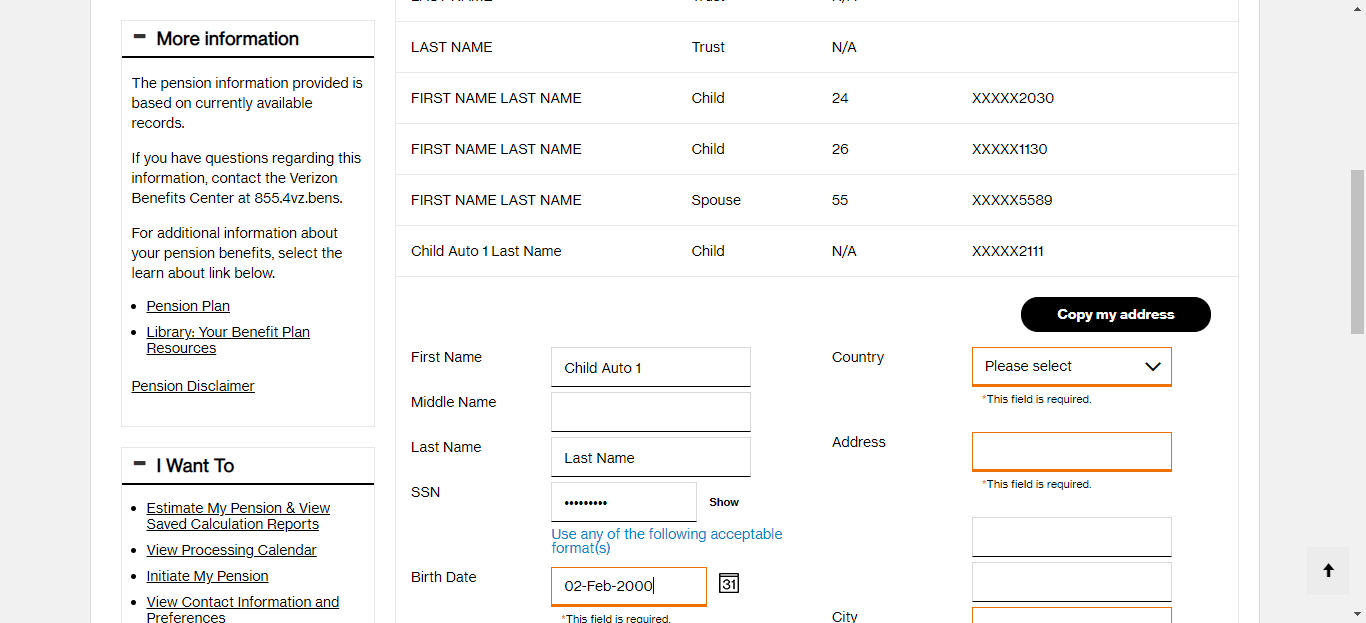 More information
The pension information provided is
based on currently available
records.
If you have questions regarding this
information, contact the Verizon
Benefits Center at 855.4vz.bens.
For additional information about
your pension benefits, select the
learn about link below.
Pension Plan
Library: Your Benefit Plan
Resources
Pension Disclaimer
I Want To
Estimate My Pension & View
Saved Calculation Reports
View Processing Calendar
Initiate My Pension
View Contact Information and
Preferences
LAST NAME Trust N/A
LAST NAME Trust N/A
FIRST NAME LAST NAME Child 24 XXXXX2030
FIRST NAME LAST NAME Child 26 XXXXX1130
FIRST NAME LAST NAME Spouse 55 XXXXX5589
Child Auto 1 Last Name Child N/A XXXXX2111
Copy my address
First Name Child Auto 1
Middle Name
Last Name Last Name
SSN ••••••••• Show
Use any of the following acceptable
format(s)
Birth Date 02-Feb-2000 31
*This field is required.
Country Please select
*This field is required.
Address
*This field is required.
City